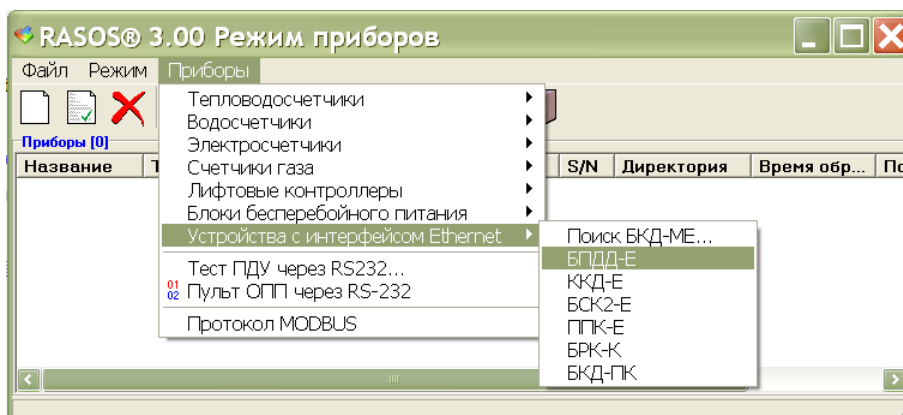 RASOS® 3.00 Режим приборов
Файл Режим Приборы
Приборы [0]
Название S/N Директория Время обр...
Тепловодосчетчики
Водосчетчики
Электросчетчики
Счетчики газа
Лифтовые контроллеры
Блоки бесперебойного питания
Устройства с интерфейсом Ethernet
Тест ПДУ через RS232...
01
02 Пульт ОПП через RS-232
Протокол MODBUS
Поиск БКД-МЕ...
БПДД-Е
ККД-Е
БСК2-Е
ППК-Е
БРК-К
БКД-ПК